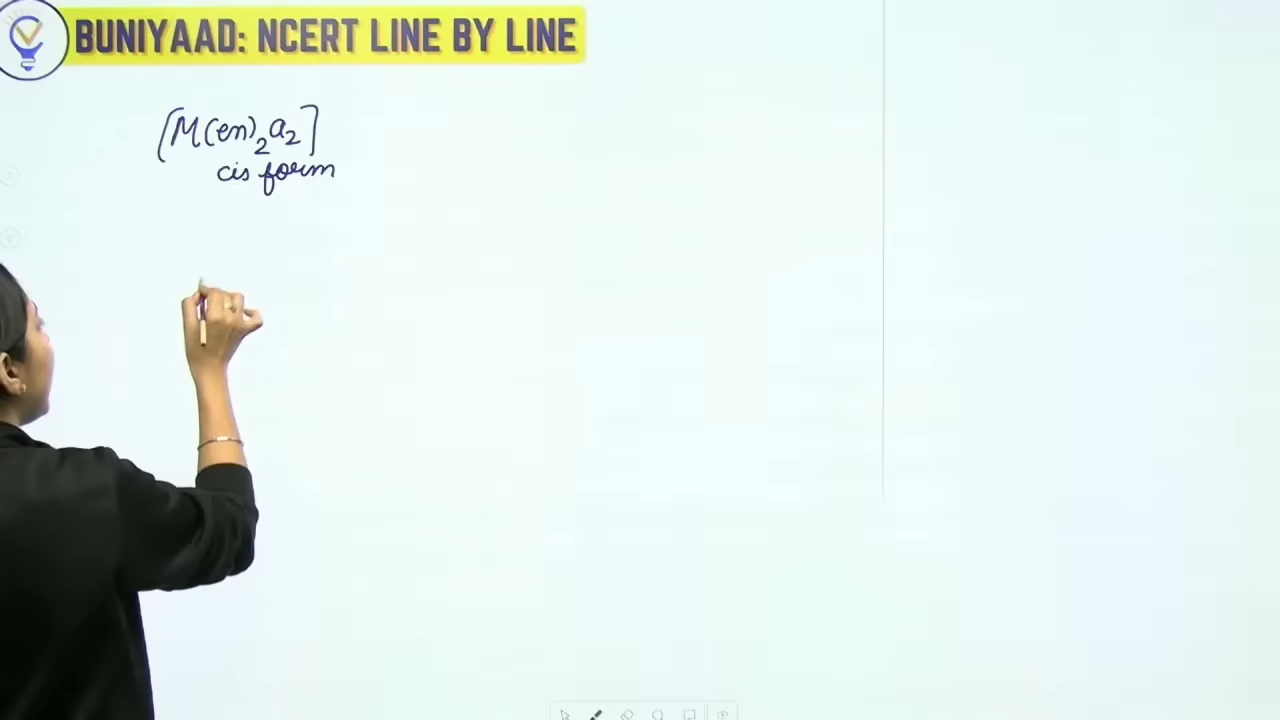 BUNIYAAD: NCERT LINE BY LINE
[M(en)₂a₂]
cis form